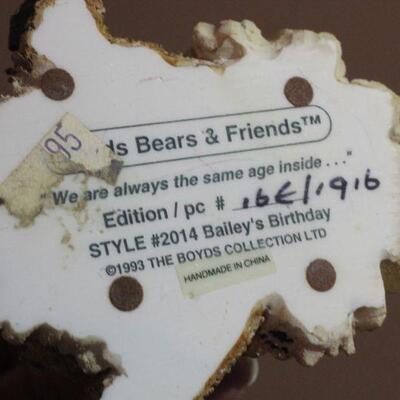 95
ds Bears & Friends™
"We are always the same age inside . . ."
Edition / pc # 16E/1916
STYLE #2014 Bailey's Birthday
©1993 THE BOYDS COLLECTION LTD
HANDMADE IN CHINA